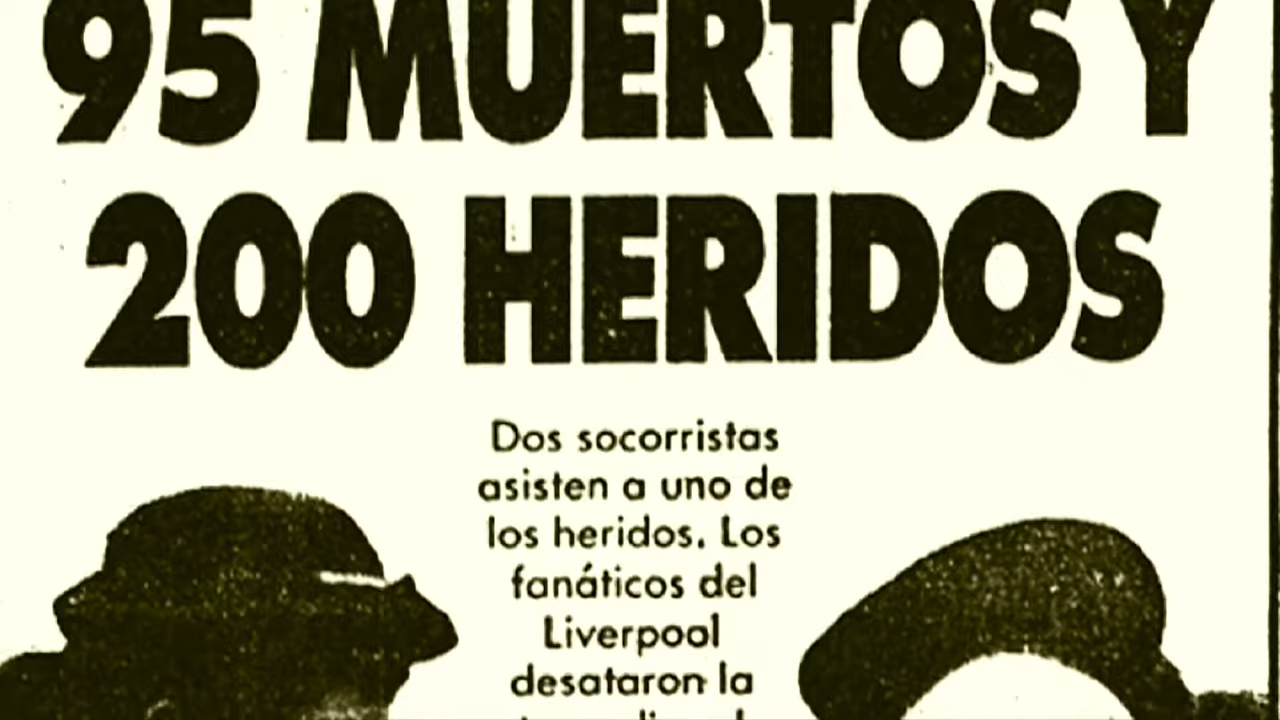 95 MUERTOS Y
200 HERIDOS
Dos socorristas
asisten a uno de
los heridos. Los
fanáticos del
Liverpool
desataron la